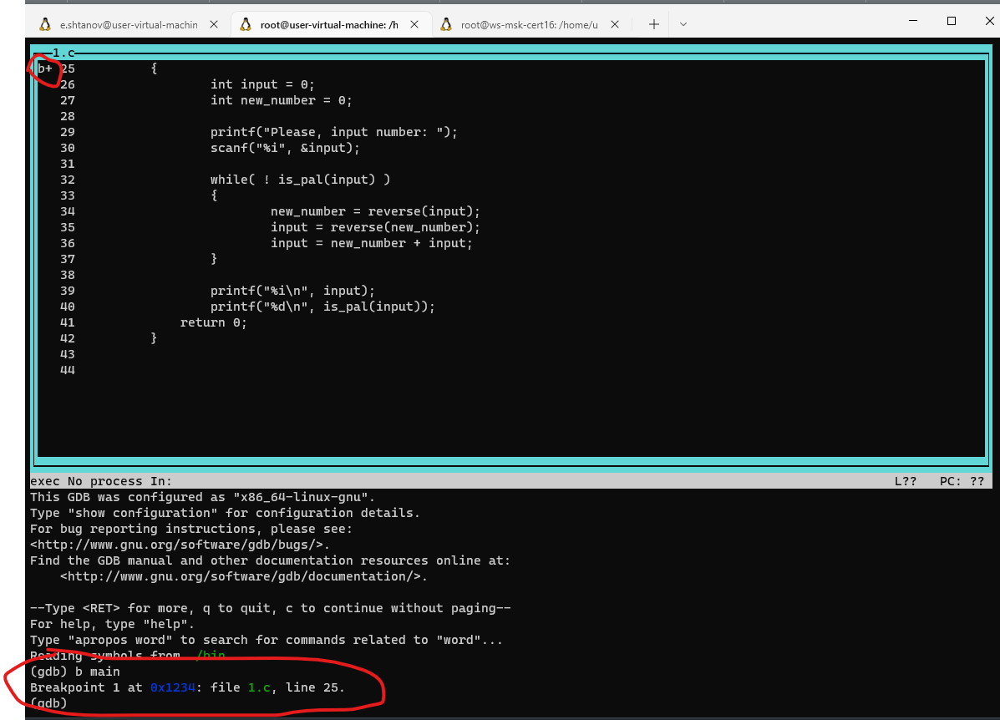 e.shtanov@user-virtual-machin
root@user-virtual-machine: /h
root@ws-msk-cert16: /home/u
1.c
b+ 25 {
26 int input = 0;
27 int new_number = 0;
28
29 printf("Please, input number: ");
30 scanf("%i", &input);
31
32 while( ! is_pal(input) )
33 {
34 new_number = reverse(input);
35 input = reverse(new_number);
36 input = new_number + input;
37 }
38
39 printf("%i\n", input);
40 printf("%d\n", is_pal(input));
41 return 0;
42 }
43
44
exec No process In: L?? PC: ??
This GDB was configured as "x86_64-linux-gnu".
Type "show configuration" for configuration details.
For bug reporting instructions, please see:
<http://www.gnu.org/software/gdb/bugs/>.
Find the GDB manual and other documentation resources online at:
<http://www.gnu.org/software/gdb/documentation/>.
--Type <RET> for more, q to quit, c to continue without paging--
For help, type "help".
Type "apropos word" to search for commands related to "word"...
Reading symbols from ./bin...
(gdb) b main
Breakpoint 1 at 0x1234: file 1.c, line 25.
(gdb)